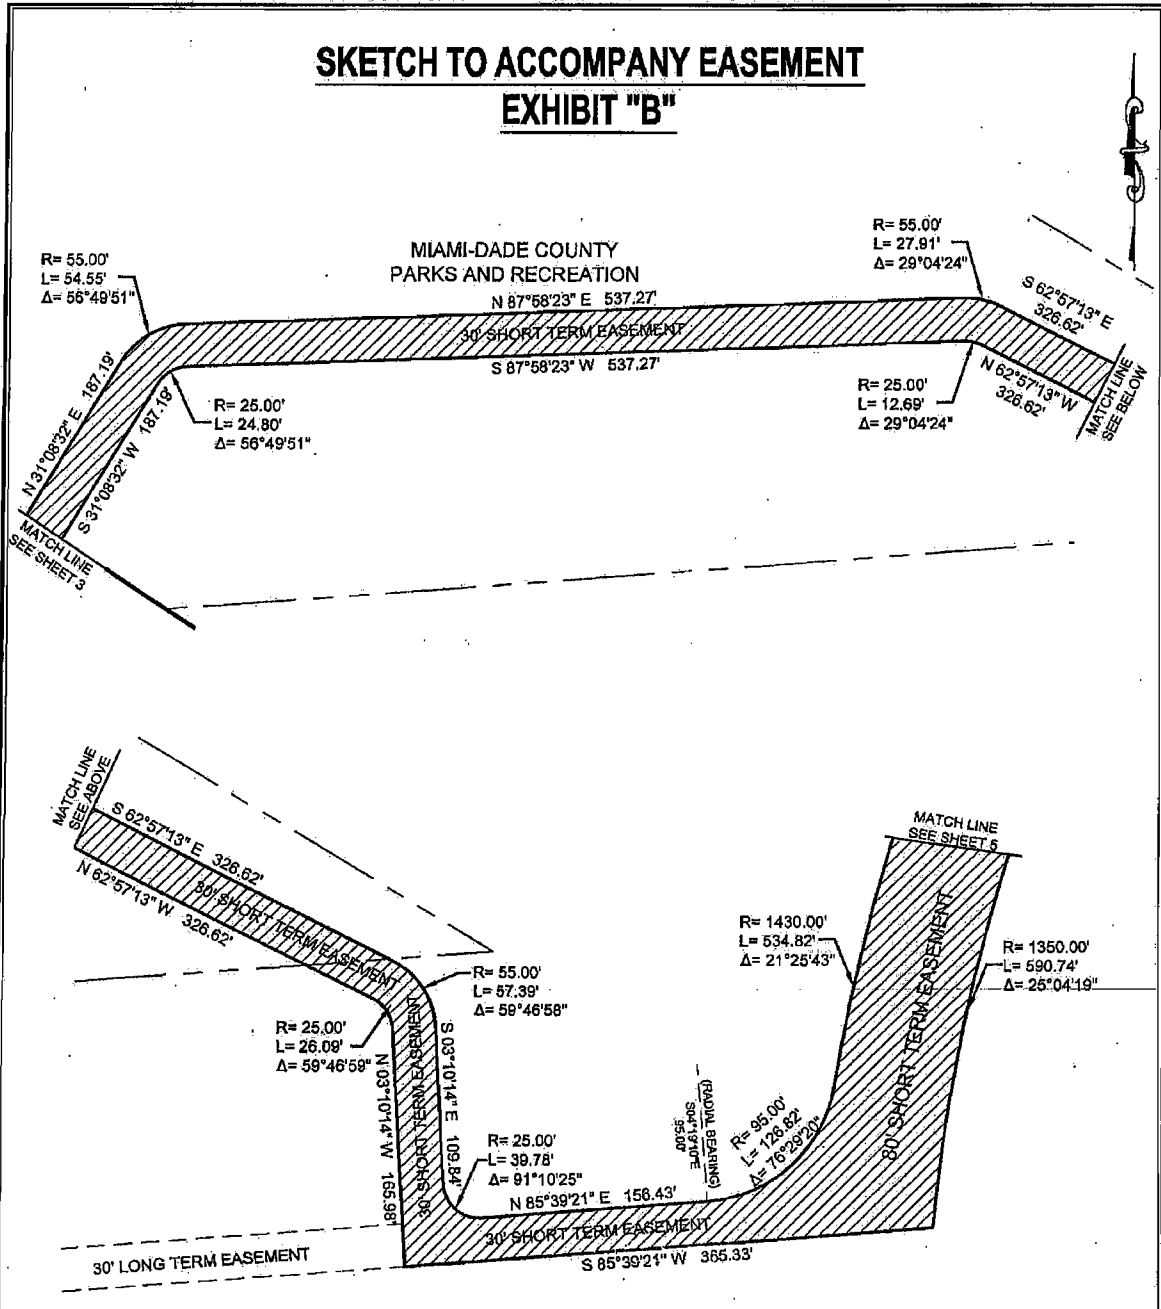 SKETCH TO ACCOMPANY EASEMENT
EXHIBIT "B"
R= 55.00'
L= 54.55'
Δ= 56°49'51"
MIAMI-DADE COUNTY
PARKS AND RECREATION
N 87°58'23" E 537.27'
30' SHORT TERM EASEMENT
S 87°58'23" W 537.27'
R= 55.00'
L= 27.91'
Δ= 29°04'24"
S 62°57'13" E
326.62'
N 62°57'13" W
326.62'
MATCH LINE
SEE BELOW
R= 25.00'
L= 12.69'
Δ= 29°04'24"
R= 25.00'
L= 24.80'
Δ= 56°49'51"
N 31°08'32" E 187.19'
S 31°08'32" W 187.19'
MATCH LINE
SEE SHEET 3
MATCH LINE
SEE ABOVE
S 62°57'13" E 326.62'
30' SHORT TERM EASEMENT
N 62°57'13" W 326.62'
R= 55.00'
L= 57.39'
Δ= 59°46'58"
R= 25.00'
L= 26.09'
Δ= 59°46'59"
S 03°10'14" E 109.84'
30' SHORT TERM EASEMENT
N 03°10'14" W 165.98'
R= 25.00'
L= 39.78'
Δ= 91°10'25"
N 85°39'21" E 156.43'
30' SHORT TERM EASEMENT
S 85°39'21" W 365.33'
30' LONG TERM EASEMENT
(RADIAL BEARING)
S04°19'10"E
95.00'
R= 95.00'
L= 126.82'
Δ= 76°29'20"
MATCH LINE
SEE SHEET 5
R= 1430.00'
L= 534.82'
Δ= 21°25'43"
80' SHORT TERM EASEMENT
R= 1350.00'
L= 590.74'
Δ= 25°04'19"